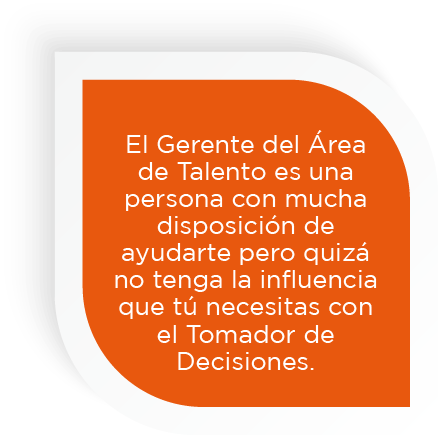 El Gerente del Área
de Talento es una
persona con mucha
disposición de
ayudarte pero quizá
no tenga la influencia
que tú necesitas con
el Tomador de
Decisiones.